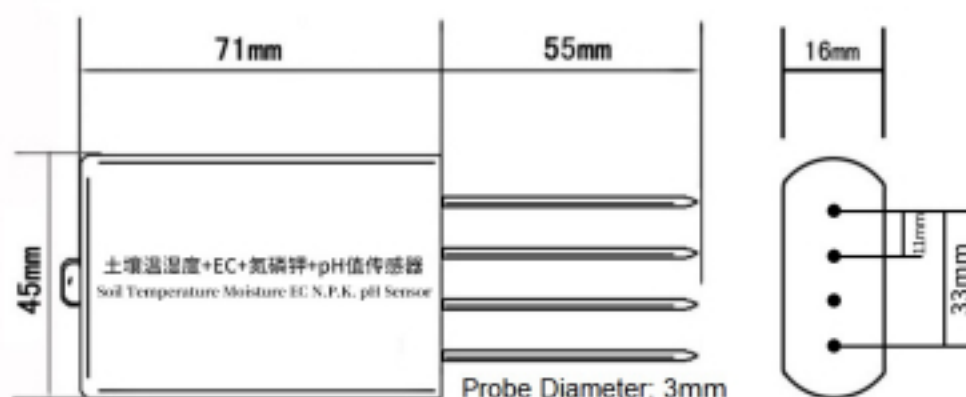 71mm
55mm
16mm
45mm
土壤温湿度+EC+氮磷钾+pH值传感器
Soil Temperature Moisture EC N.P.K. pH Sensor
11mm
33mm
Probe Diameter: 3mm